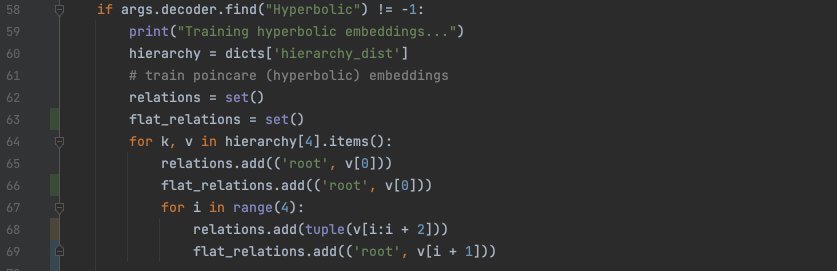 58 if args.decoder.find("Hyperbolic") != -1:
59 print("Training hyperbolic embeddings...")
60 hierarchy = dicts['hierarchy_dist']
61 # train poincare (hyperbolic) embeddings
62 relations = set()
63 flat_relations = set()
64 for k, v in hierarchy[4].items():
65 relations.add(('root', v[0]))
66 flat_relations.add(('root', v[0]))
67 for i in range(4):
68 relations.add(tuple(v[i:i + 2]))
69 flat_relations.add(('root', v[i + 1]))